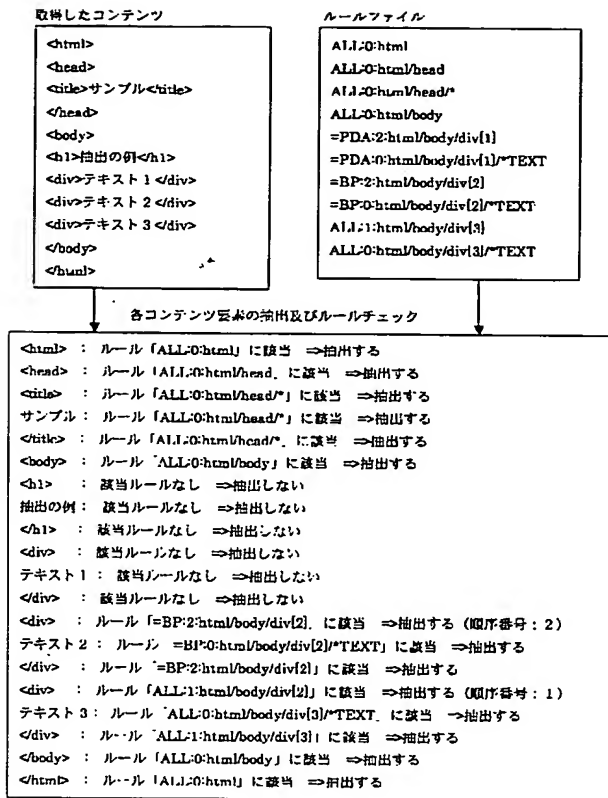 取得したコンテンツ
<html>
<head>
<title>サンプル</title>
</head>
<body>
<h1>抽出の例</h1>
<div>テキスト1</div>
<div>テキスト2</div>
<div>テキスト3</div>
</body>
</html>
ルールファイル
ALL:0:html
ALL:0:html/head
ALL:0:html/head/*
ALL:0:html/body
=PDA:2:html/body/div[1]
=PDA:0:html/body/div[1]/*TEXT
=BP:2:html/body/div[2]
=BP:0:html/body/div[2]/*TEXT
ALL:1:html/body/div[3]
ALL:0:html/body/div[3]/*TEXT
各コンテンツ要素の抽出及びルールチェック
<html> : ルール「ALL:0:html」に該当 ⇒抽出する
<head> : ルール「ALL:0:html/head」に該当 ⇒抽出する
<title> : ルール「ALL:0:html/head/*」に該当 ⇒抽出する
サンプル: ルール「ALL:0:html/head/*」に該当 ⇒抽出する
</title> : ルール「ALL:0:html/head/*」に該当 ⇒抽出する
<body> : ルール「ALL:0:html/body」に該当 ⇒抽出する
<h1> : 該当ルールなし ⇒抽出しない
抽出の例: 該当ルールなし ⇒抽出しない
</h1> : 該当ルールなし ⇒抽出しない
<div> : 該当ルールなし ⇒抽出しない
テキスト1: 該当ルールなし ⇒抽出しない
</div> : 該当ルールなし ⇒抽出しない
<div> : ルール「=BP:2:html/body/div[2]」に該当 ⇒抽出する(順序番号:2)
テキスト2: ルール「=BP:0:html/body/div[2]/*TEXT」に該当 ⇒抽出する
</div> : ルール「=BP:2:html/body/div[2]」に該当 ⇒抽出する
<div> : ルール「ALL:1:html/body/div[2]」に該当 ⇒抽出する(順序番号:1)
テキスト3: ルール「ALL:0:html/body/div[3]/*TEXT」に該当 ⇒抽出する
</div> : ルール「ALL:1:html/body/div[3]」に該当 ⇒抽出する
</body> : ルール「ALL:0:html/body」に該当 ⇒抽出する
</html> : ルール「ALL:0:html」に該当 ⇒抽出する